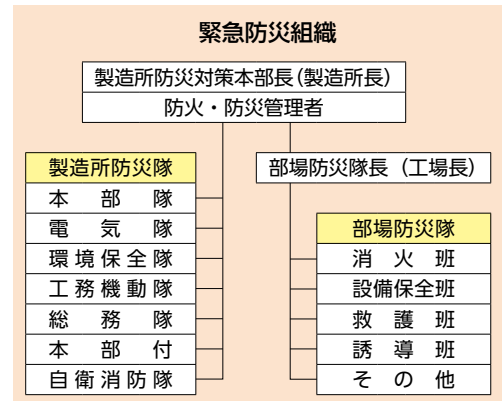 緊急防災組織
製造所防災対策本部長(製造所長)
防火・防災管理者
製造所防災隊
本部隊
電気隊
環境保全隊
工務機動隊
総務隊
本部付
自衛消防隊
部場防災隊長(工場長)
部場防災隊
消火班
設備保全班
救護班
誘導班
その他